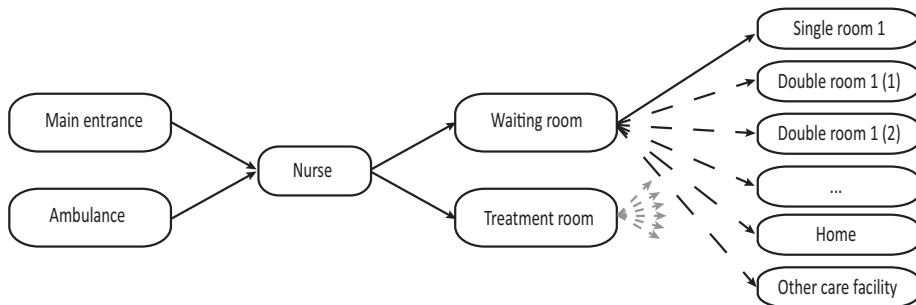 Main entrance
Ambulance
Nurse
Waiting room
Treatment room
Single room 1
Double room 1 (1)
Double room 1 (2)
...
Home
Other care facility